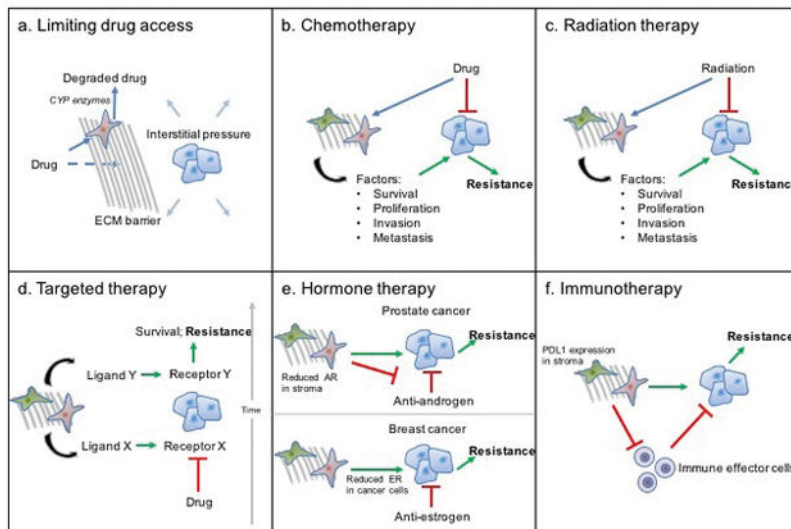 a. Limiting drug access
Degraded drug
CYP enzymes
Interstitial pressure
Drug
ECM barrier
b. Chemotherapy
Drug
Factors:
• Survival
• Proliferation
• Invasion
• Metastasis
Resistance
c. Radiation therapy
Radiation
Factors:
• Survival
• Proliferation
• Invasion
• Metastasis
Resistance
d. Targeted therapy
Survival; Resistance
Ligand Y
Receptor Y
Time
Ligand X
Receptor X
Drug
e. Hormone therapy
Prostate cancer
Resistance
Reduced AR
in stroma
Anti-androgen
Breast cancer
Resistance
Reduced ER
in cancer cells
Anti-estrogen
f. Immunotherapy
Resistance
PDL1 expression
in stroma
Immune effector cells